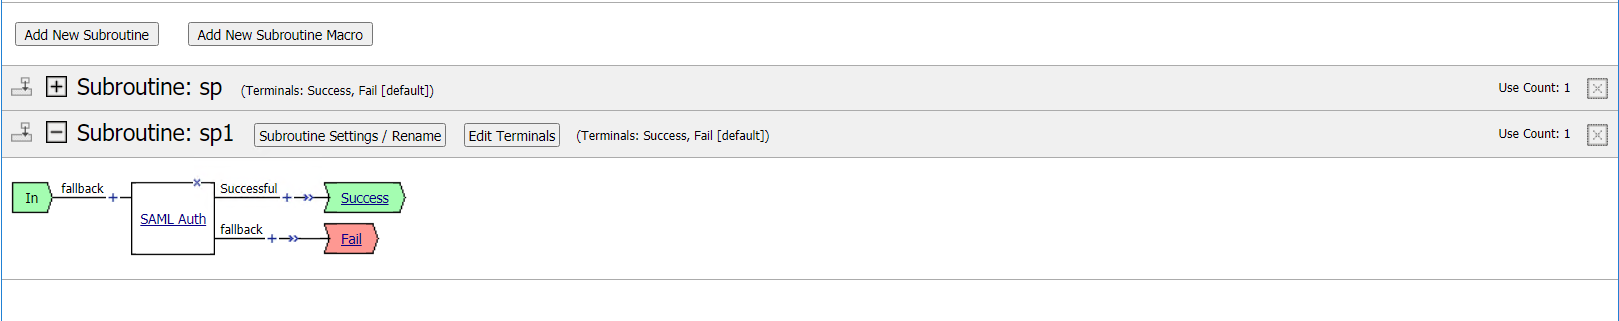 Add New Subroutine Add New Subroutine Macro
Subroutine: sp (Terminals: Success, Fail [default]) Use Count: 1
Subroutine: sp1 Subroutine Settings / Rename Edit Terminals (Terminals: Success, Fail [default]) Use Count: 1
In fallback + SAML Auth Successful + Success
fallback + Fail